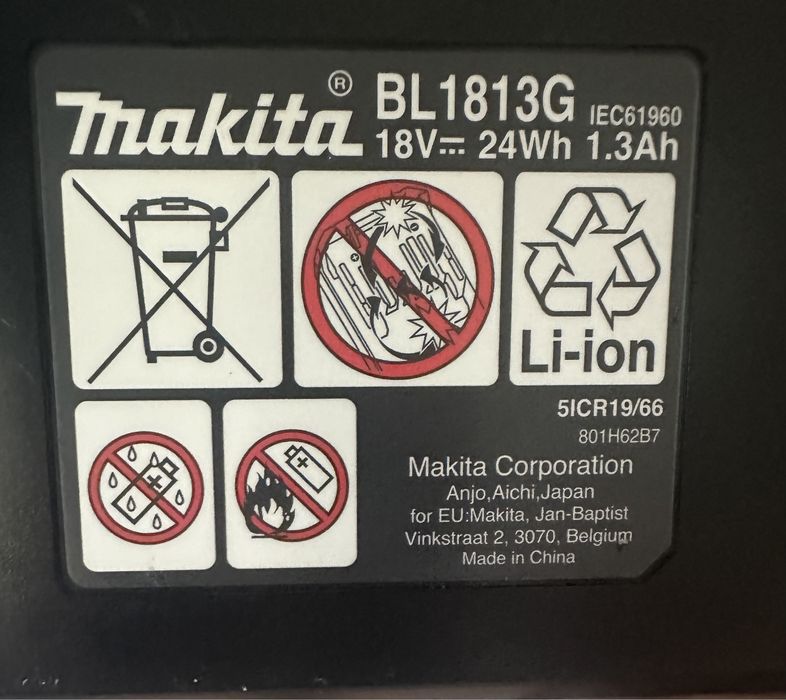 makita® BL1813G IEC61960
18V⎓ 24Wh 1.3Ah
Li-ion
5ICR19/66
801H62B7
Makita Corporation
Anjo,Aichi,Japan
for EU:Makita, Jan-Baptist
Vinkstraat 2, 3070, Belgium
Made in China